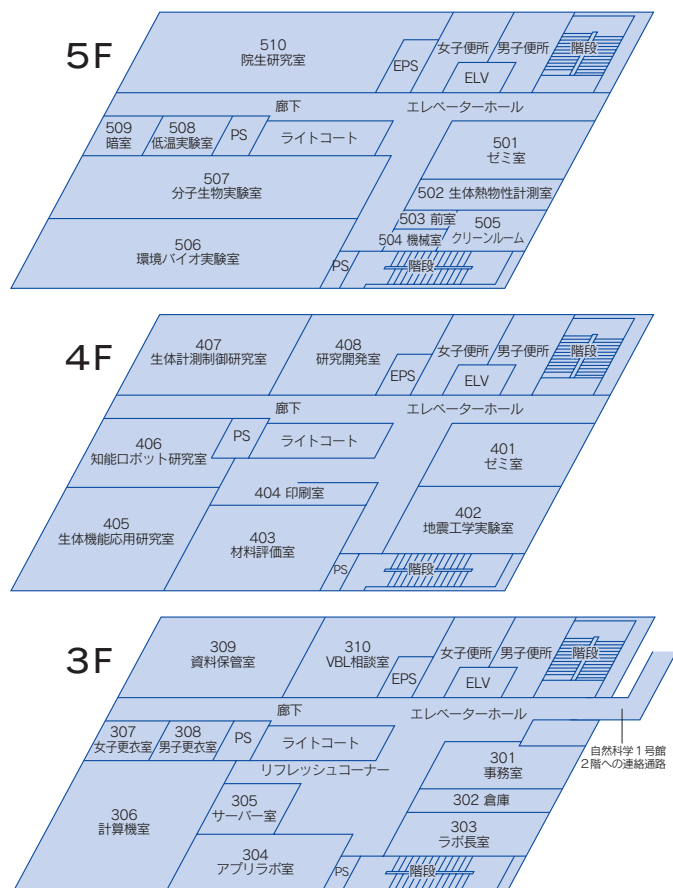 5F
510
院生研究室
EPS
女子便所
男子便所
階段
ELV
廊下
エレベーターホール
509
暗室
508
低温実験室
PS
ライトコート
501
ゼミ室
507
分子生物実験室
502 生体熱物性計測室
503 前室
504 機械室
505
クリーンルーム
506
環境バイオ実験室
PS
階段
4F
407
生体計測制御研究室
408
研究開発室
EPS
女子便所
男子便所
階段
ELV
廊下
エレベーターホール
406
知能ロボット研究室
PS
ライトコート
401
ゼミ室
404 印刷室
402
地震工学実験室
405
生体機能応用研究室
403
材料評価室
PS
階段
3F
309
資料保管室
310
VBL相談室
EPS
女子便所
男子便所
階段
ELV
廊下
エレベーターホール
307
女子更衣室
308
男子更衣室
PS
ライトコート
リフレッシュコーナー
301
事務室
自然科学1号館
2階への連絡通路
302 倉庫
305
サーバー室
306
計算機室
303
ラボ長室
304
アプリラボ室
PS
階段